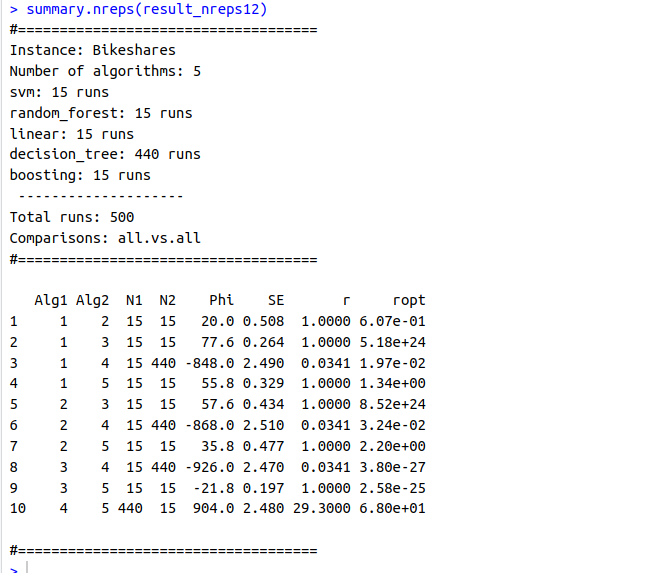 > summary.nreps(result_nreps12)
#====================================
Instance: Bikeshares
Number of algorithms: 5
svm: 15 runs
random_forest: 15 runs
linear: 15 runs
decision_tree: 440 runs
boosting: 15 runs
--------------------
Total runs: 500
Comparisons: all.vs.all
#====================================
Alg1 Alg2 N1 N2 Phi SE r ropt
1 1 2 15 15 20.0 0.508 1.0000 6.07e-01
2 1 3 15 15 77.6 0.264 1.0000 5.18e+24
3 1 4 15 440 -848.0 2.490 0.0341 1.97e-02
4 1 5 15 15 55.8 0.329 1.0000 1.34e+00
5 2 3 15 15 57.6 0.434 1.0000 8.52e+24
6 2 4 15 440 -868.0 2.510 0.0341 3.24e-02
7 2 5 15 15 35.8 0.477 1.0000 2.20e+00
8 3 4 15 440 -926.0 2.470 0.0341 3.80e-27
9 3 5 15 15 -21.8 0.197 1.0000 2.58e-25
10 4 5 440 15 904.0 2.480 29.3000 6.80e+01
#====================================
>